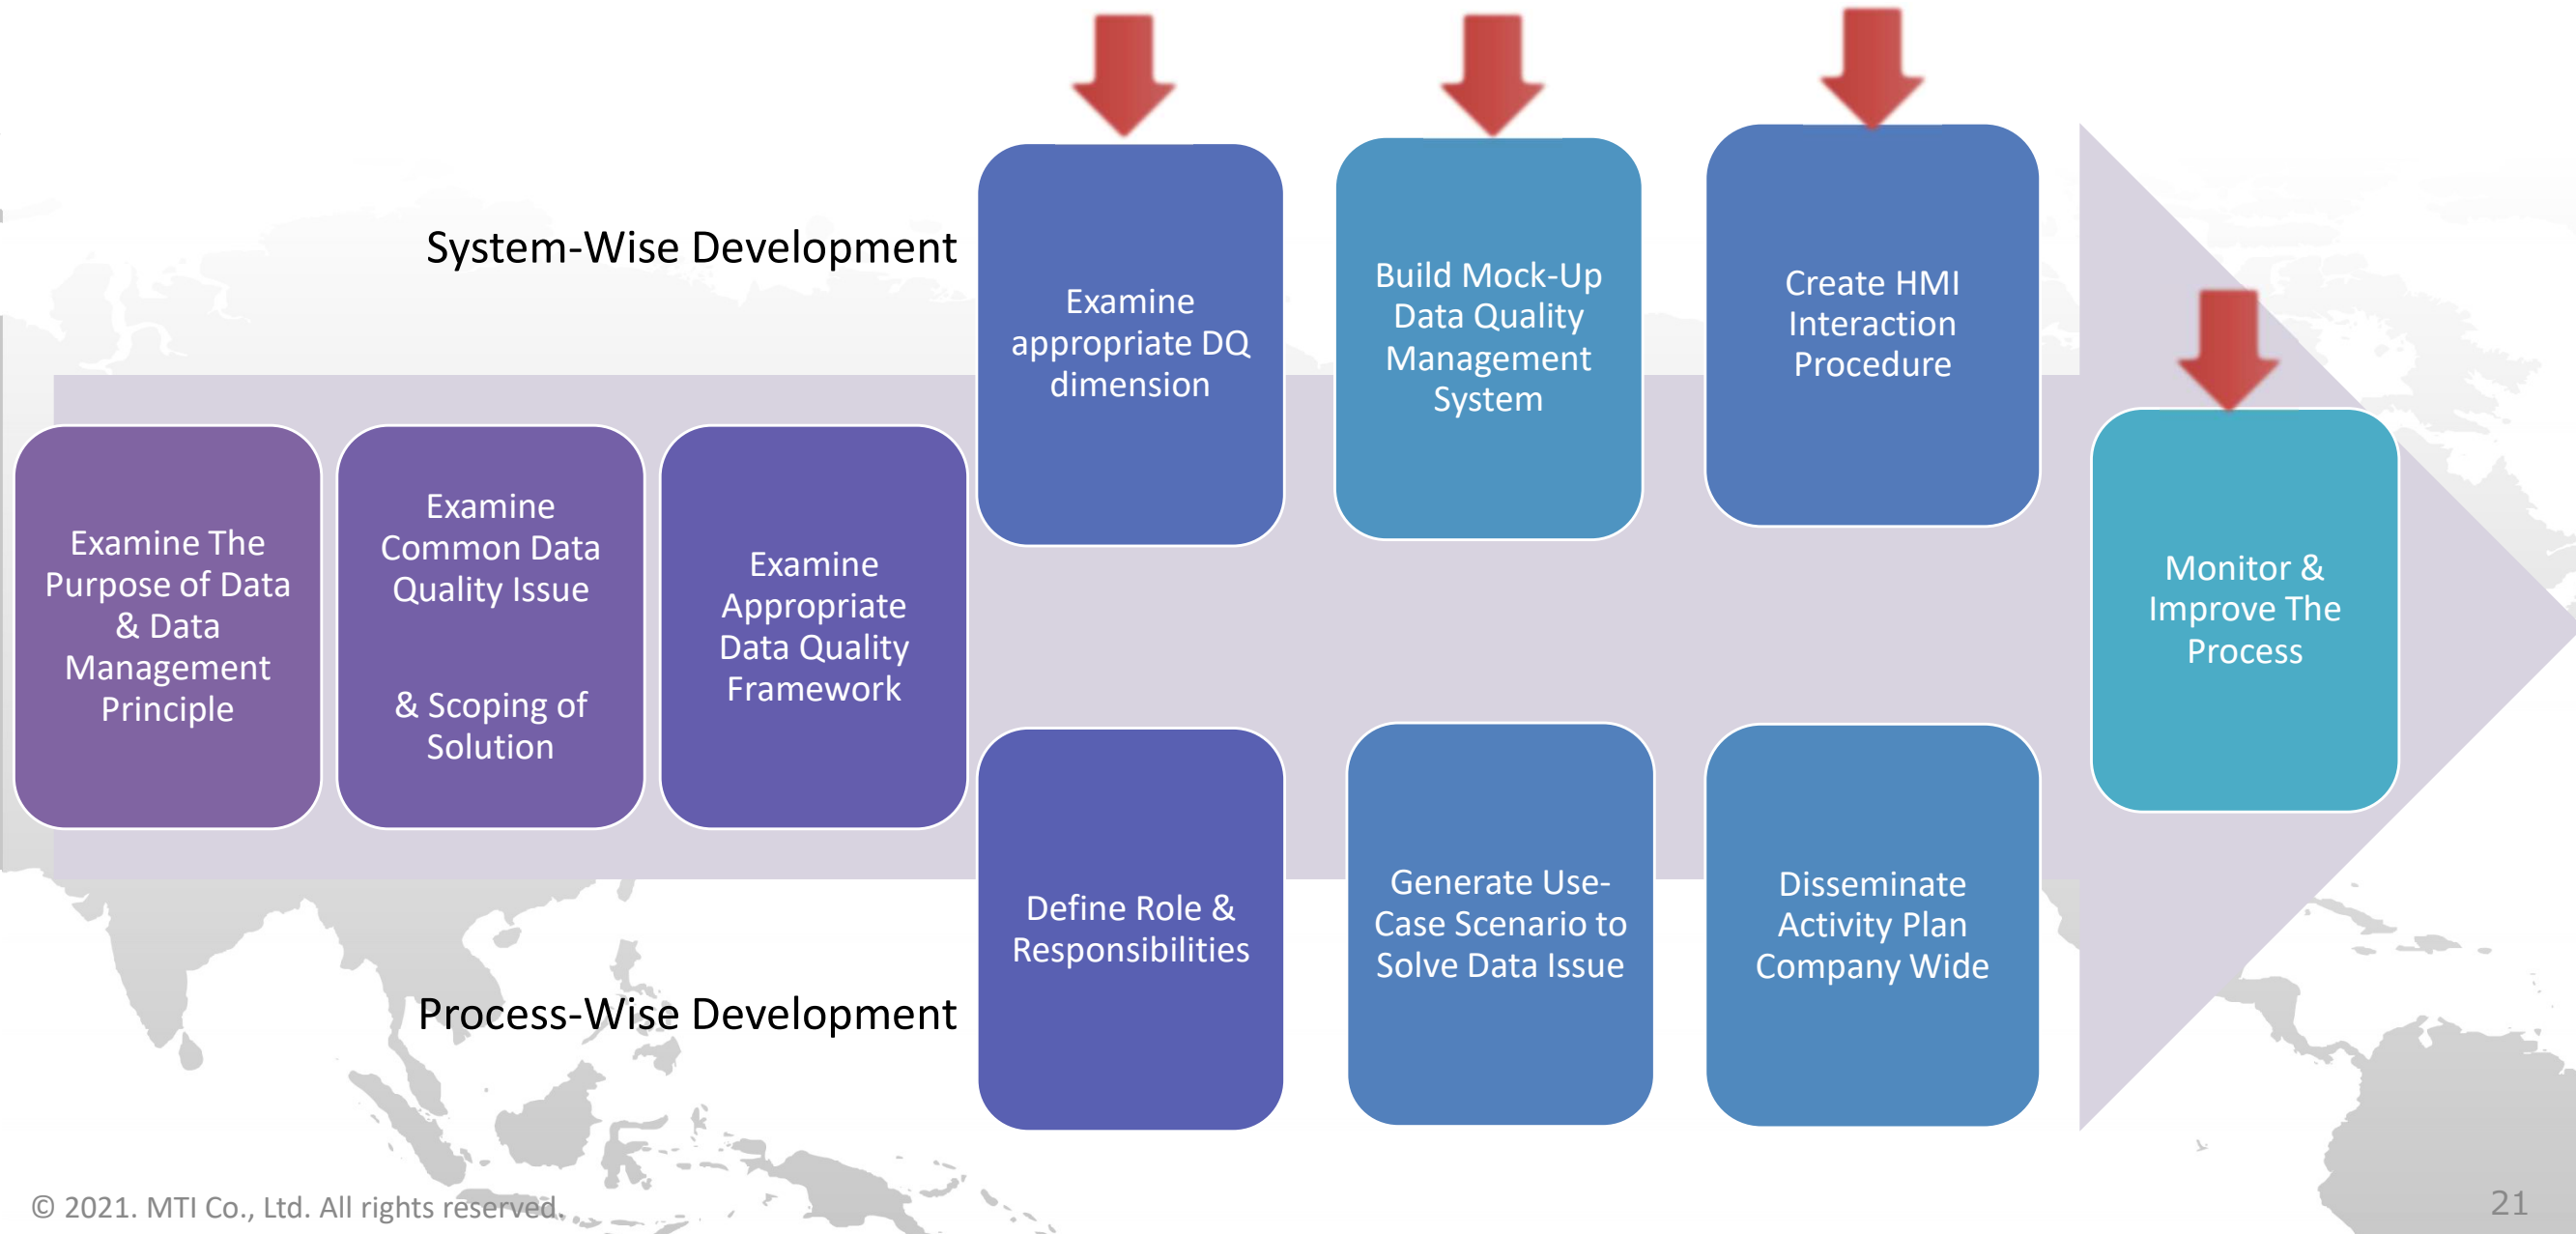 System-Wise Development
Examine
appropriate DQ
dimension
Build Mock-Up
Data Quality
Management
System
Create HMI
Interaction
Procedure
Examine The
Purpose of Data
& Data
Management
Principle
Examine
Common Data
Quality Issue
& Scoping of
Solution
Examine
Appropriate
Data Quality
Framework
Monitor &
Improve The
Process
Process-Wise Development
Define Role &
Responsibilities
Generate Use-
Case Scenario to
Solve Data Issue
Disseminate
Activity Plan
Company Wide
© 2021. MTI Co., Ltd. All rights reserved.
21